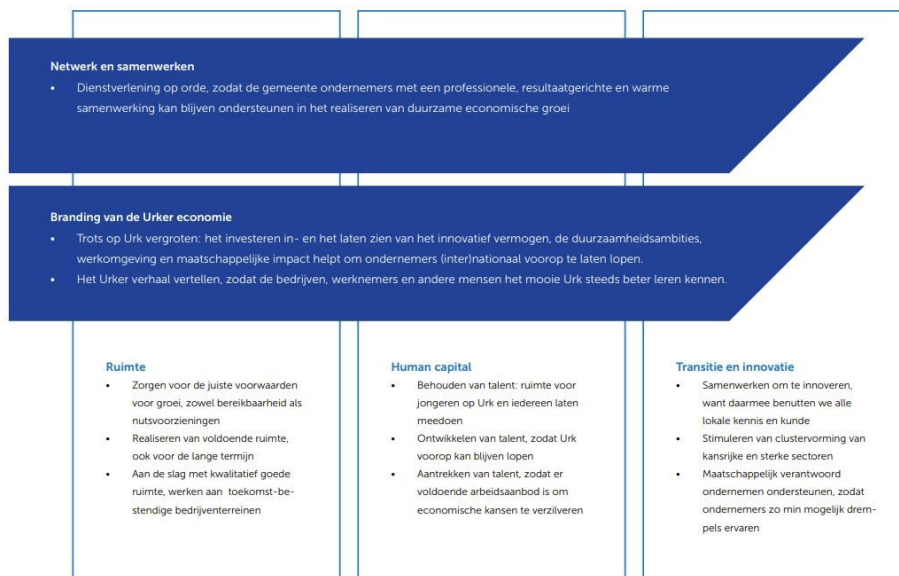 Netwerk en samenwerken
• Dienstverlening op orde, zodat de gemeente ondernemers met een professionele, resultaatgerichte en warme
samenwerking kan blijven ondersteunen in het realiseren van duurzame economische groei
Branding van de Urker economie
• Trots op Urk vergroten: het investeren in- en het laten zien van het innovatief vermogen, de duurzaamheidsambities,
werkomgeving en maatschappelijke impact helpt om ondernemers (inter)nationaal voorop te laten lopen.
• Het Urker verhaal vertellen, zodat de bedrijven, werknemers en andere mensen het mooie Urk steeds beter leren kennen.
Ruimte
• Zorgen voor de juiste voorwaarden
voor groei, zowel bereikbaarheid als
nutsvoorzieningen
• Realiseren van voldoende ruimte,
ook voor de lange termijn
• Aan de slag met kwalitatief goede
ruimte, werken aan toekomst-be-
stendige bedrijventerreinen
Human capital
• Behouden van talent: ruimte voor
jongeren op Urk en iedereen laten
meedoen
• Ontwikkelen van talent, zodat Urk
voorop kan blijven lopen
• Aantrekken van talent, zodat er
voldoende arbeidsaanbod is om
economische kansen te verzilveren
Transitie en innovatie
• Samenwerken om te innoveren,
want daarmee benutten we alle
lokale kennis en kunde
• Stimuleren van clustervorming van
kansrijke en sterke sectoren
• Maatschappelijk verantwoord
ondernemen ondersteunen, zodat
ondernemers zo min mogelijk drem-
pels ervaren